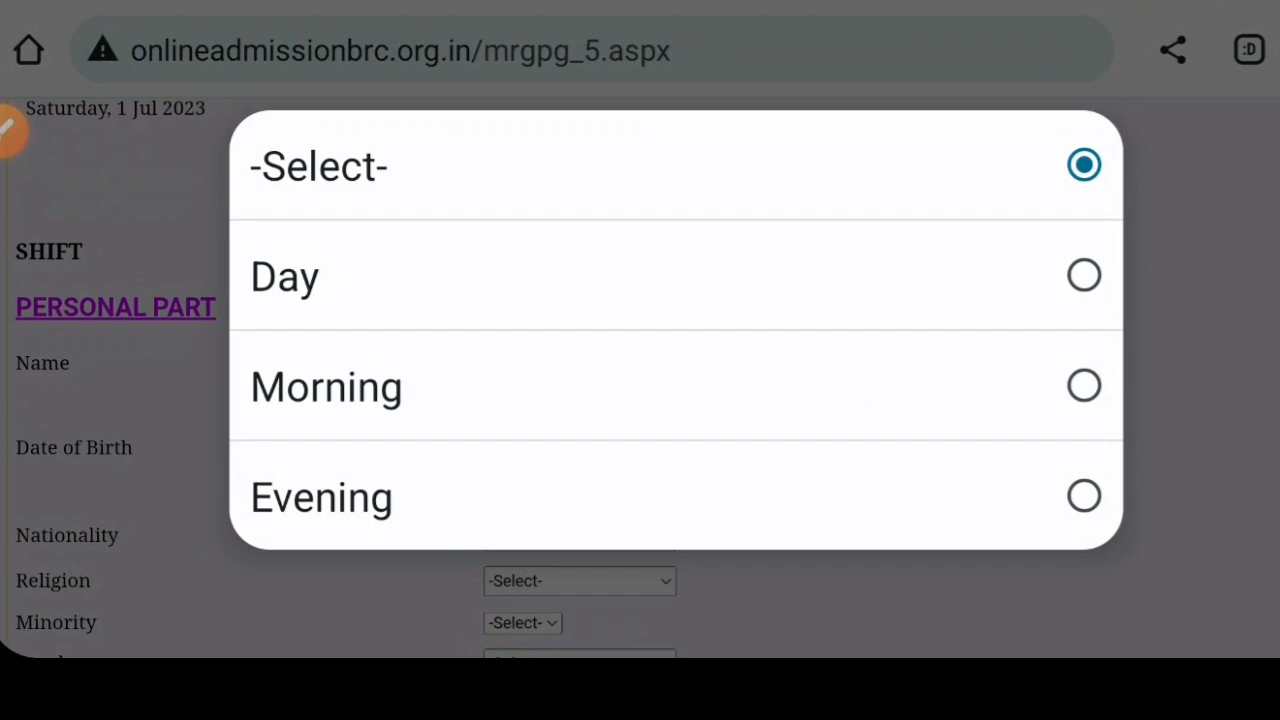 onlineadmissionbrc.org.in/mrgpg_5.aspx
:D
Saturday, 1 Jul 2023
-Select-
Day
Morning
Evening
SHIFT
PERSONAL PART
Name
Date of Birth
Nationality
Religion
-Select-
Minority
-Select-